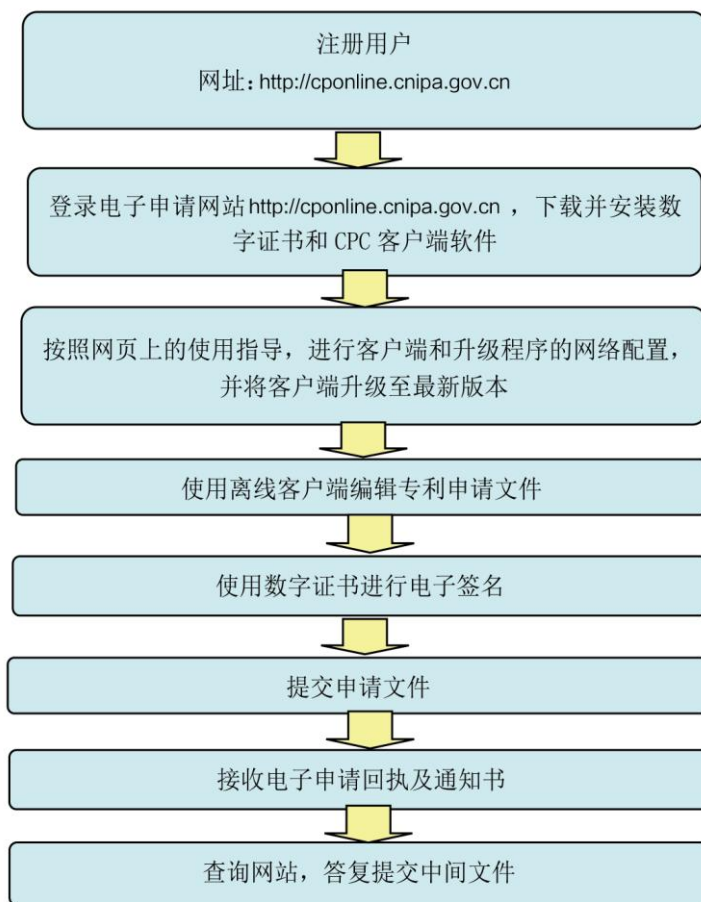 注册用户
网址：http://cponline.cnipa.gov.cn
登录电子申请网站http://cponline.cnipa.gov.cn ，下载并安装数
字证书和 CPC 客户端软件
按照网页上的使用指导，进行客户端和升级程序的网络配置，
并将客户端升级至最新版本
使用离线客户端编辑专利申请文件
使用数字证书进行电子签名
提交申请文件
接收电子申请回执及通知书
查询网站，答复提交中间文件